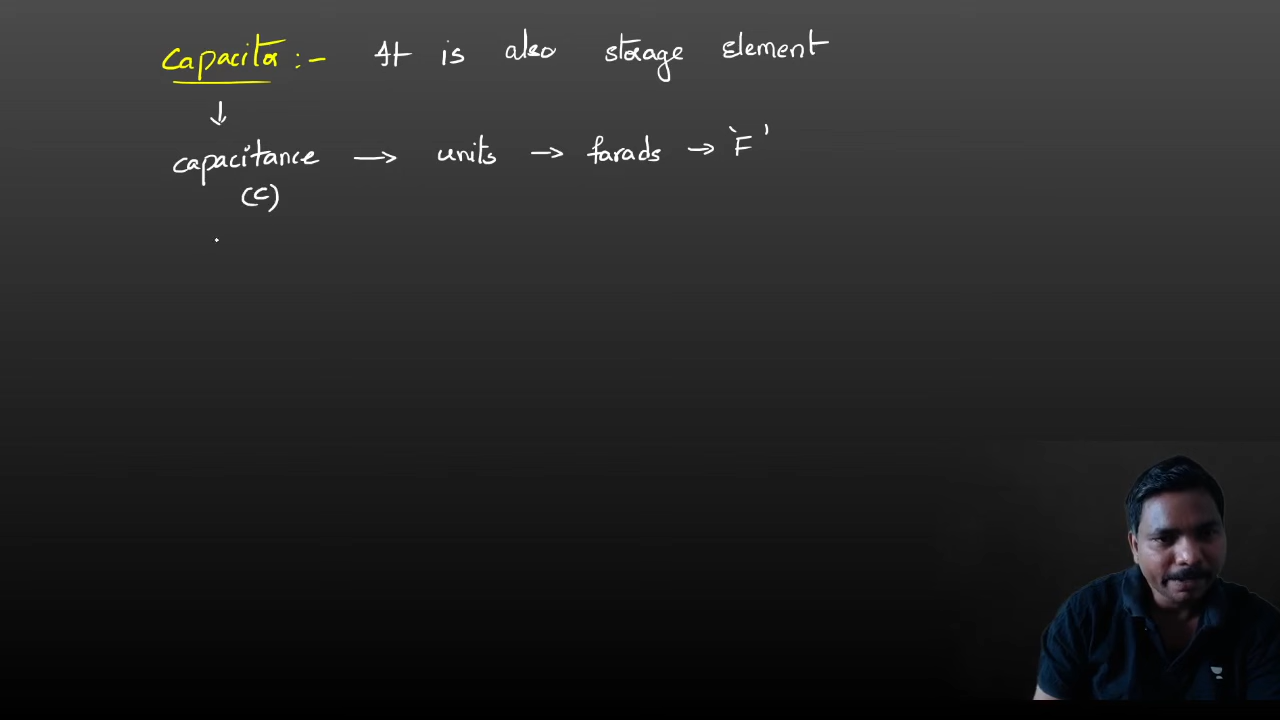 Capacitor :- It is also storage element
↓
capacitance → units → farads → 'F'
(C)